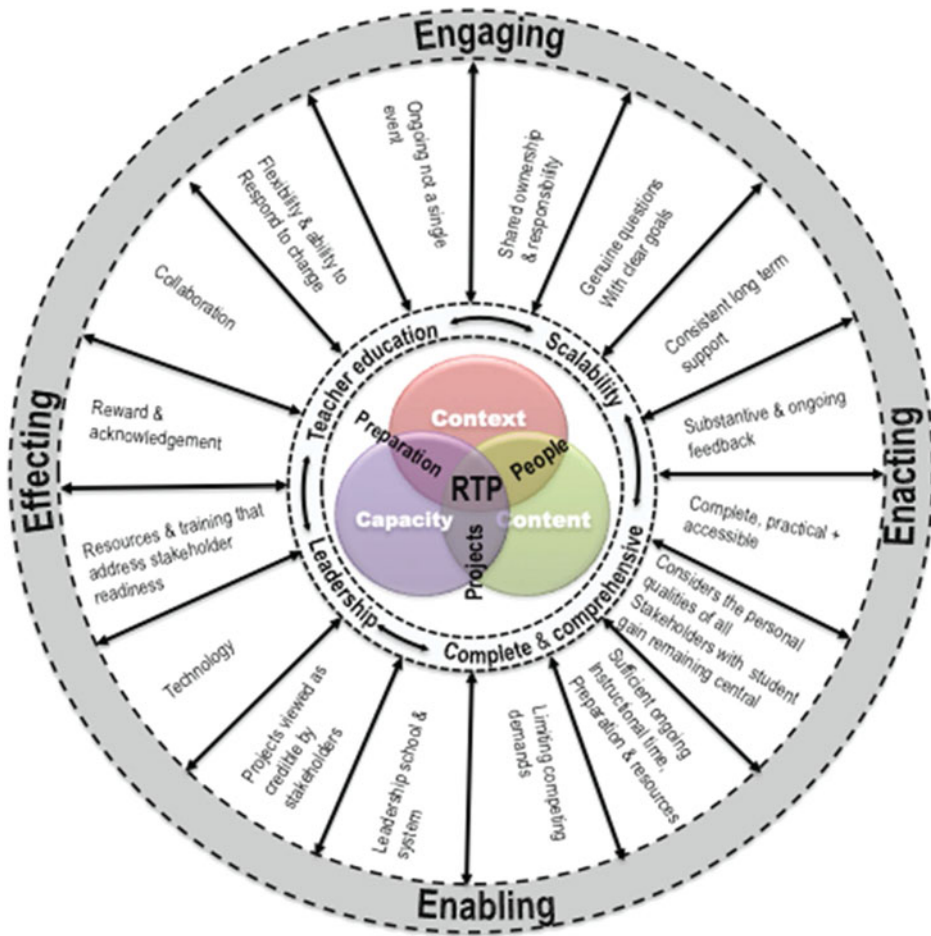 Engaging
Ongoing not a single
event
Shared ownership
& responsibility
Genuine questions
With clear goals
Consistent long term
support
Substantive & ongoing
feedback
Enacting
Complete, practical +
accessible
Considers the personal
qualities of all
Stakeholders with student
gain remaining central
Sufficient ongoing
Instructional time,
Preparation & resources
Limiting competing
demands
Enabling
Leadership school &
system
Projects viewed as
credible by
stakeholders
Technology
Resources & training that
address stakeholder
readiness
Effecting
Reward &
acknowledgement
Collaboration
Flexibility & ability to
Respond to change
Teacher education
Scalability
Complete & comprehensive
Leadership
Context
Preparation
People
RTP
Capacity
Content
Projects